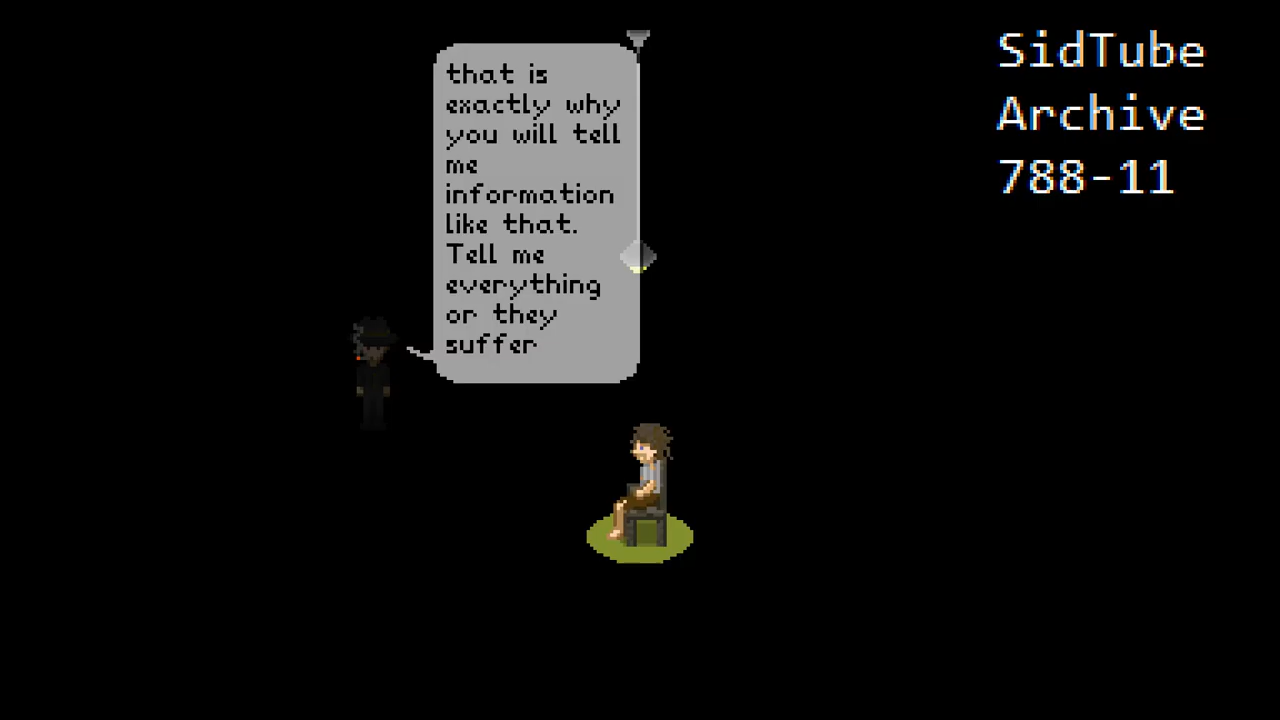 that is
exactly why
you will tell
me
information
like that.
Tell me
everything
or they
suffer
SidTube
Archive
788-11